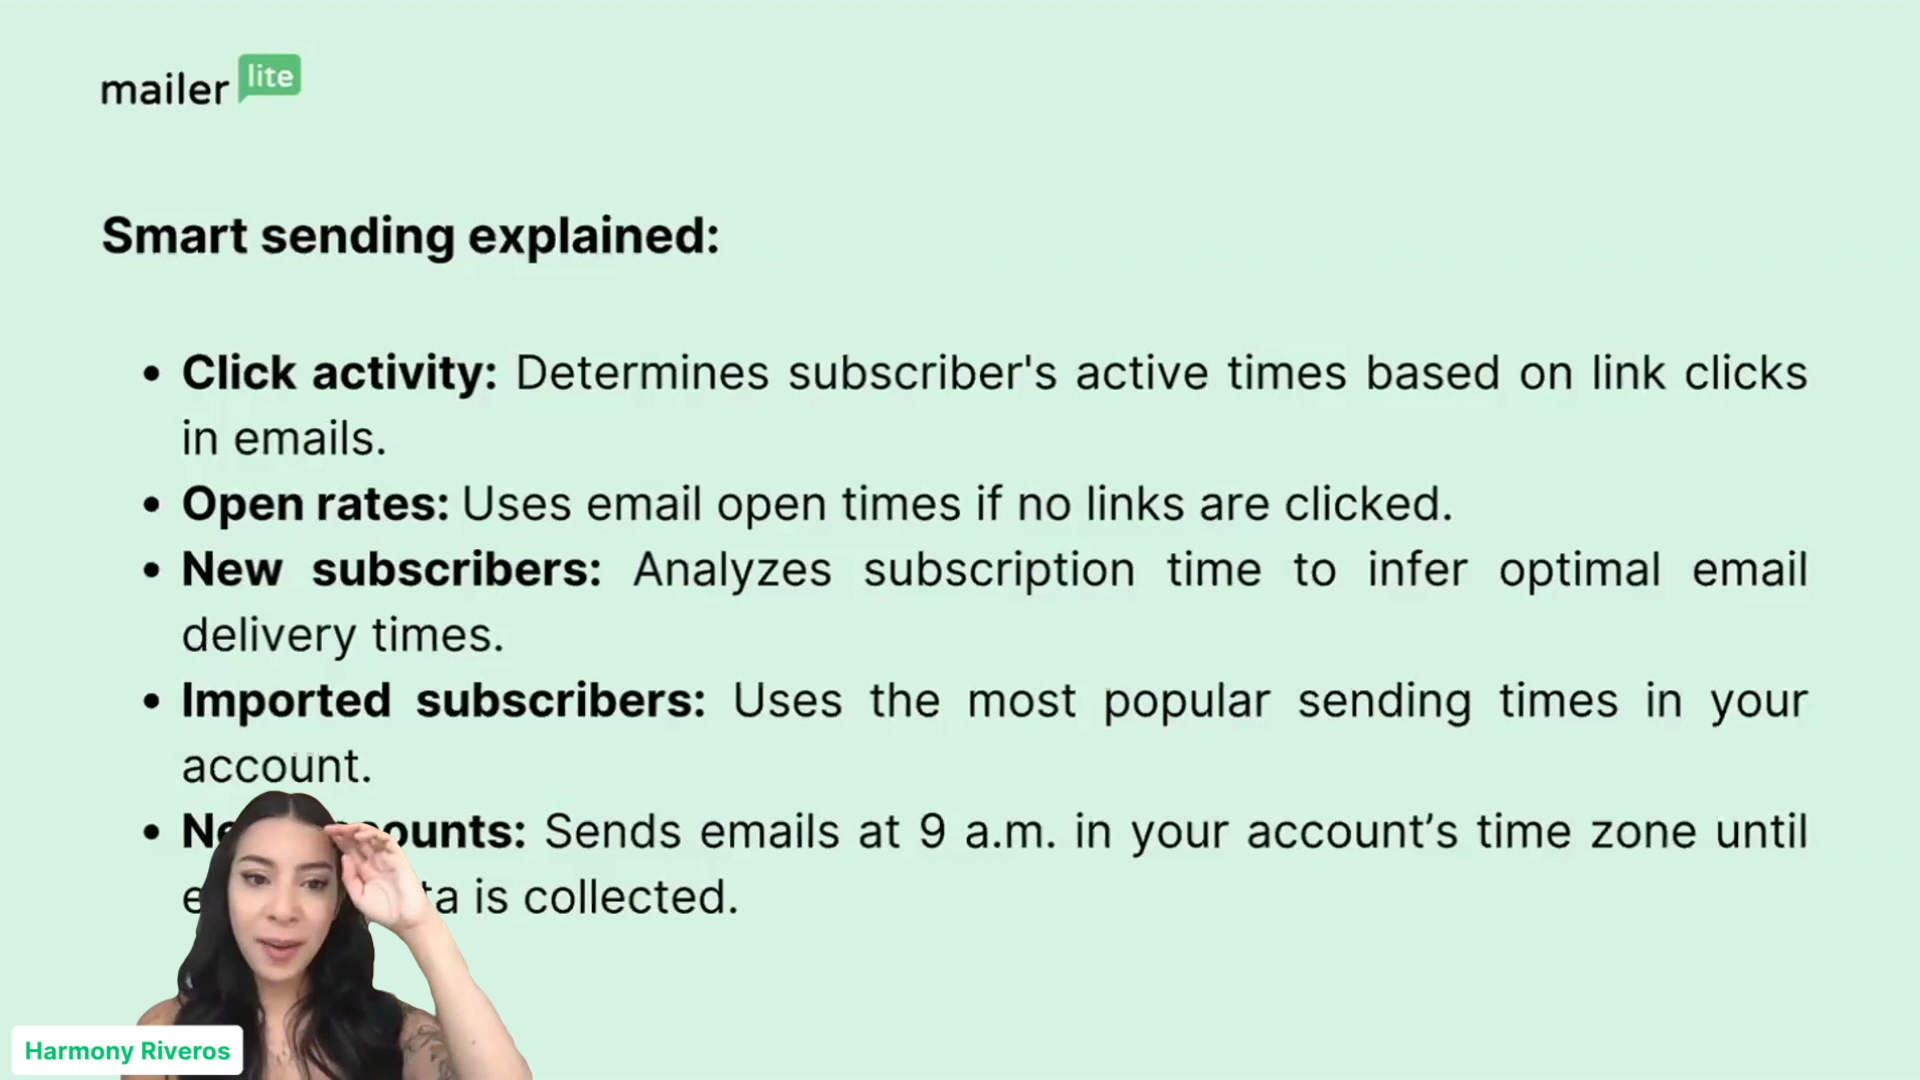 mailer lite
Smart sending explained:
• Click activity: Determines subscriber's active times based on link clicks
in emails.
• Open rates: Uses email open times if no links are clicked.
• New subscribers: Analyzes subscription time to infer optimal email
delivery times.
• Imported subscribers: Uses the most popular sending times in your
account.
• Sends emails at 9 a.m. in your account’s time zone until
is collected.
Harmony Riveros